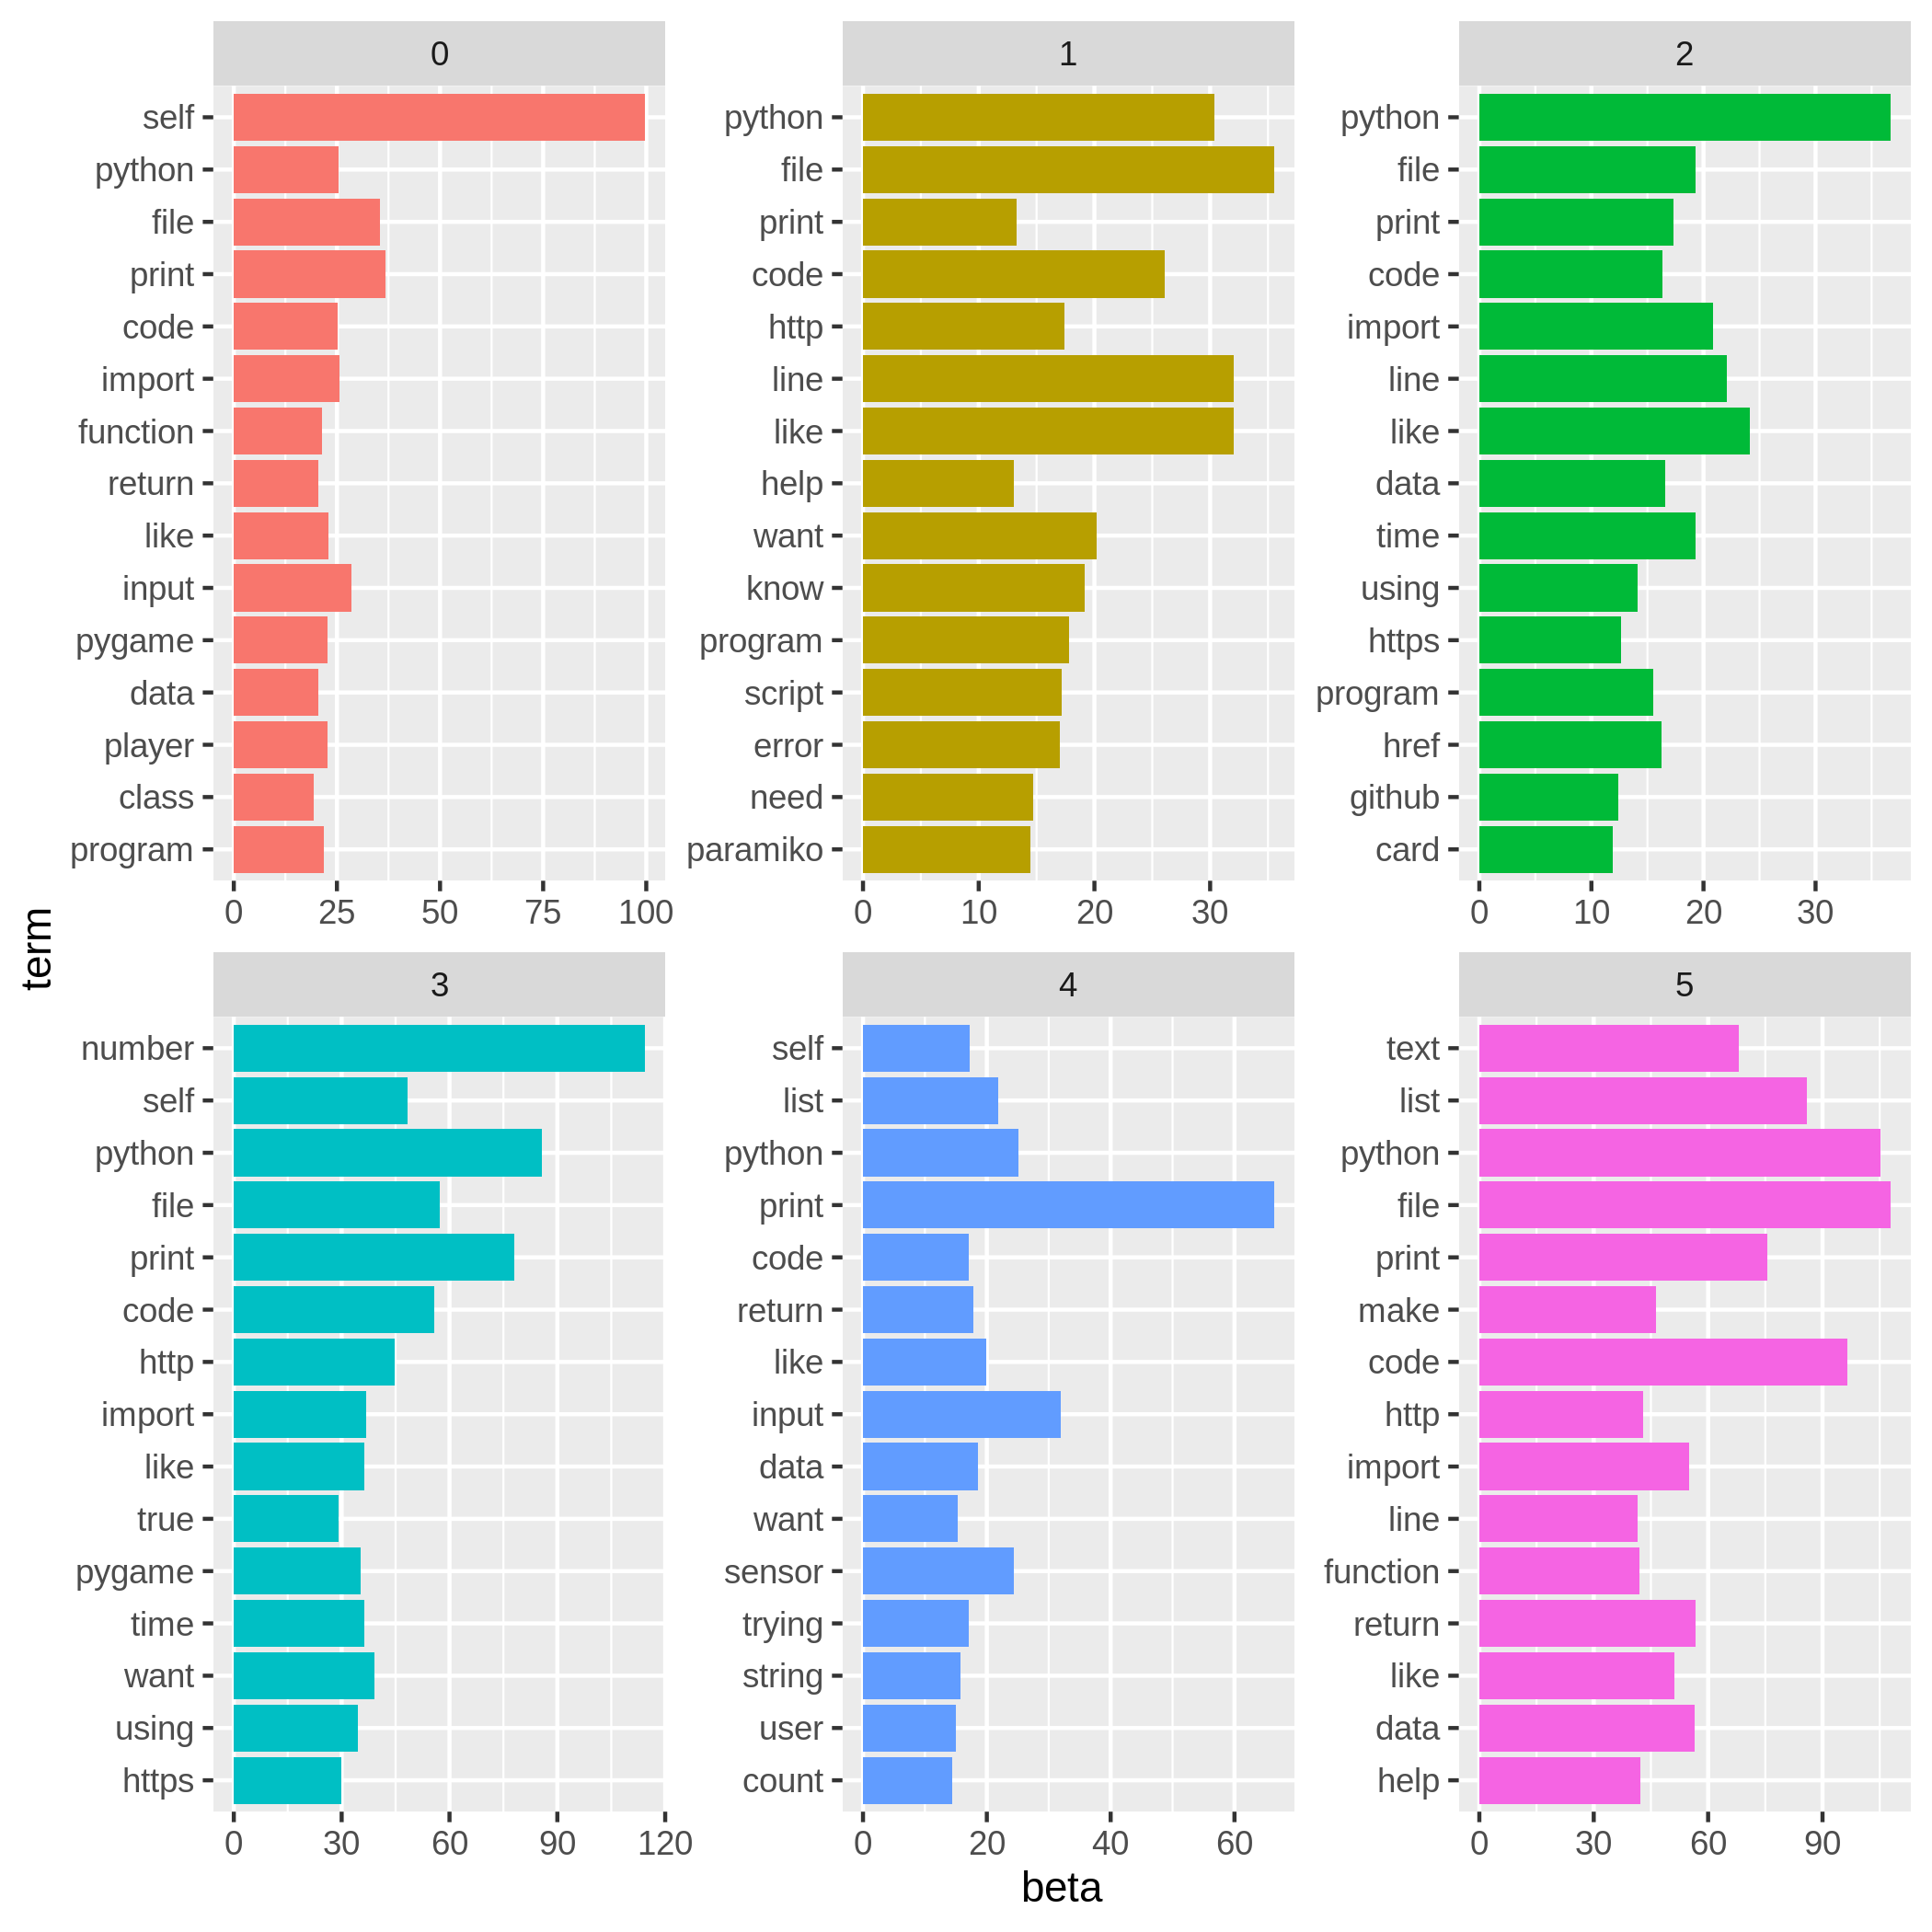 term
0
self
python
file
print
code
import
function
return
like
input
pygame
data
player
class
program
0 25 50 75 100
1
python
file
print
code
http
line
like
help
want
know
program
script
error
need
paramiko
0 10 20 30
2
python
file
print
code
import
line
like
data
time
using
https
program
href
github
card
0 10 20 30
3
number
self
python
file
print
code
http
import
like
true
pygame
time
want
using
https
0 30 60 90 120
4
self
list
python
print
code
return
like
input
data
want
sensor
trying
string
user
count
0 20 40 60
5
text
list
python
file
print
make
code
http
import
line
function
return
like
data
help
0 30 60 90
beta